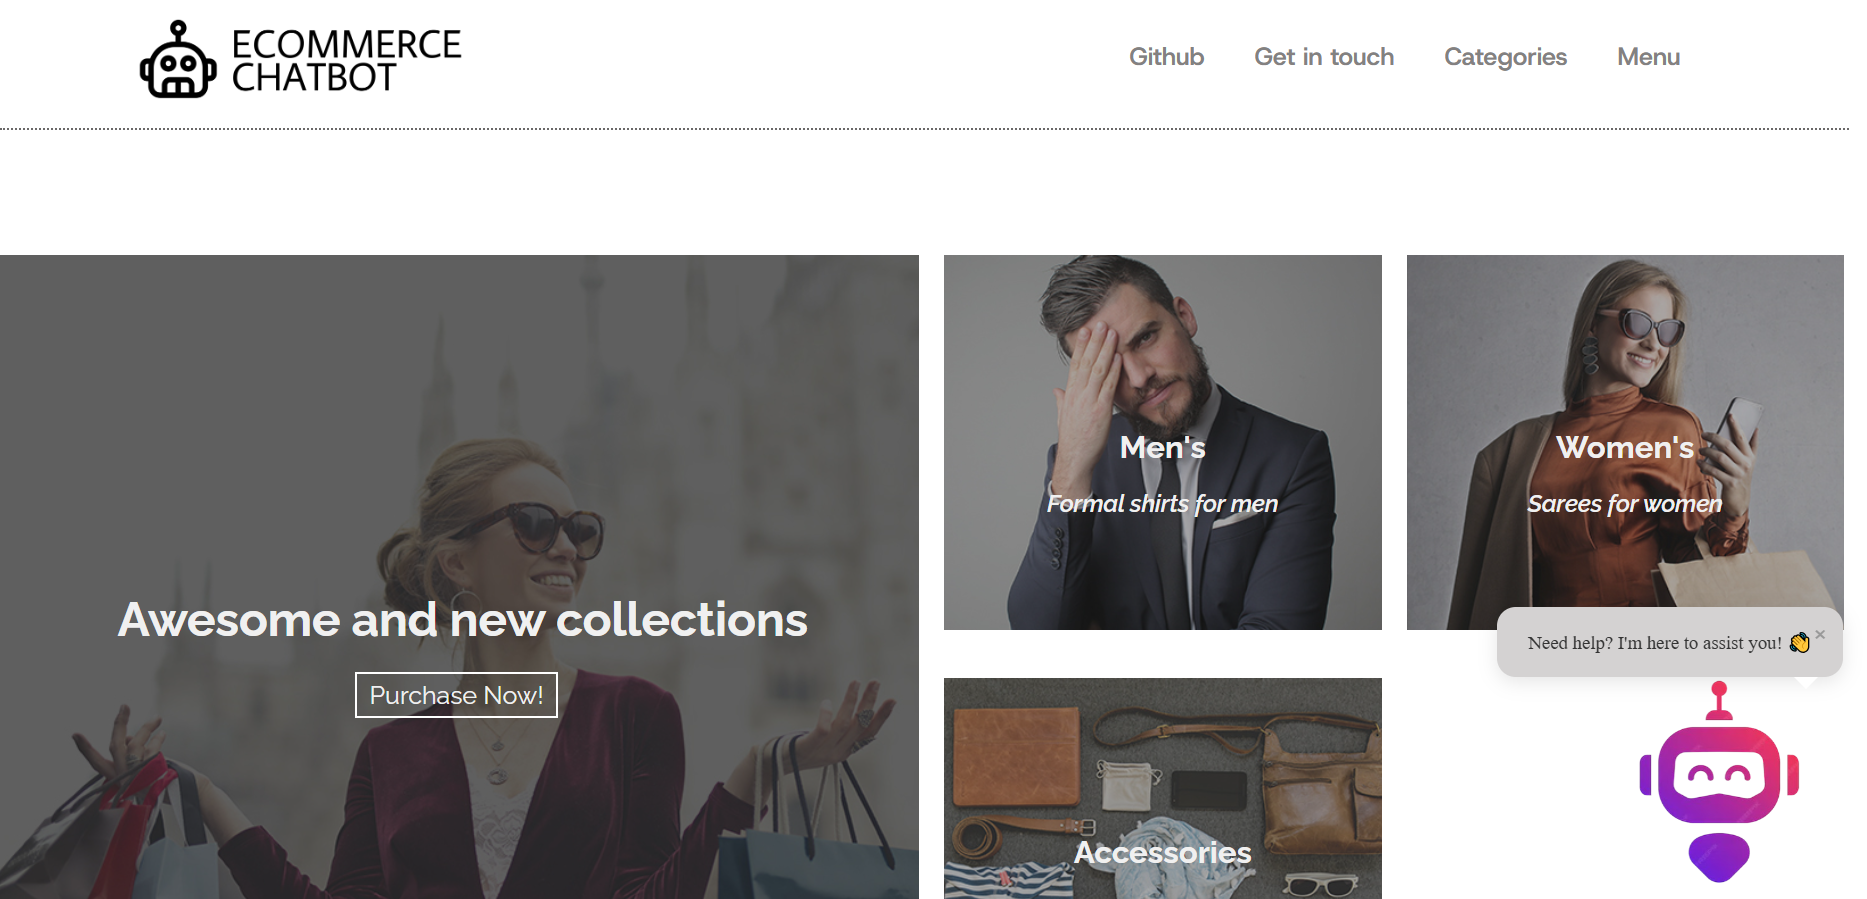 ECOMMERCE
CHATBOT
Github
Get in touch
Categories
Menu
Awesome and new collections
Purchase Now!
Men's
Formal shirts for men
Women's
Sarees for women
Need help? I'm here to assist you! 👏
×
Accessories